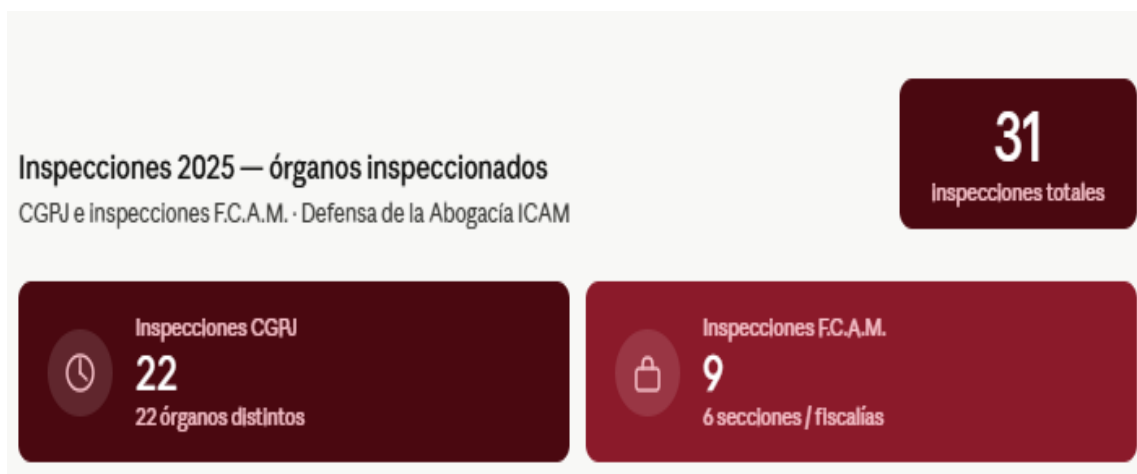 31
inspecciones totales
Inspecciones 2025 — órganos inspeccionados
CGPJ e inspecciones F.C.A.M. · Defensa de la Abogacía ICAM
Inspecciones CGPJ
22
22 órganos distintos
Inspecciones F.C.A.M.
9
6 secciones / fiscalías